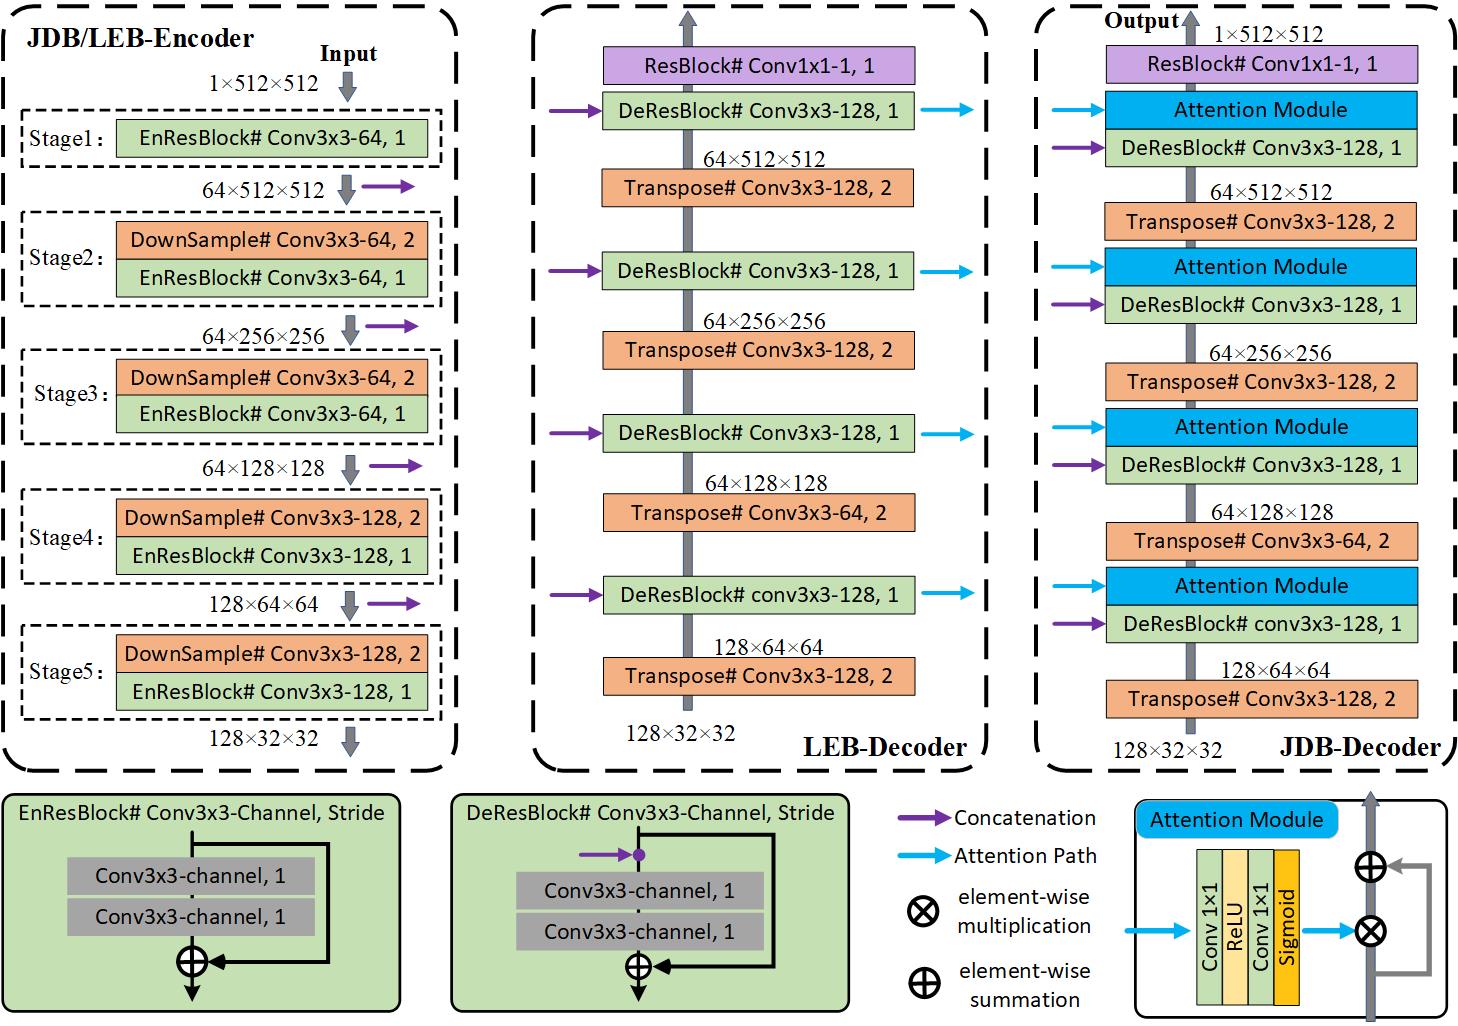 JDB/LEB-Encoder
Input
1×512×512
Stage1:
EnResBlock# Conv3x3-64, 1
64×512×512
Stage2:
DownSample# Conv3x3-64, 2
EnResBlock# Conv3x3-64, 1
64×256×256
Stage3:
DownSample# Conv3x3-64, 2
EnResBlock# Conv3x3-64, 1
64×128×128
Stage4:
DownSample# Conv3x3-128, 2
EnResBlock# Conv3x3-128, 1
128×64×64
Stage5:
DownSample# Conv3x3-128, 2
EnResBlock# Conv3x3-128, 1
128×32×32
ResBlock# Conv1x1-1, 1
DeResBlock# Conv3x3-128, 1
64×512×512
Transpose# Conv3x3-128, 2
DeResBlock# Conv3x3-128, 1
64×256×256
Transpose# Conv3x3-128, 2
DeResBlock# Conv3x3-128, 1
64×128×128
Transpose# Conv3x3-64, 2
DeResBlock# conv3x3-128, 1
128×64×64
Transpose# Conv3x3-128, 2
128×32×32
LEB-Decoder
Output
1×512×512
ResBlock# Conv1x1-1, 1
Attention Module
DeResBlock# Conv3x3-128, 1
64×512×512
Transpose# Conv3x3-128, 2
Attention Module
DeResBlock# Conv3x3-128, 1
64×256×256
Transpose# Conv3x3-128, 2
Attention Module
DeResBlock# Conv3x3-128, 1
64×128×128
Transpose# Conv3x3-64, 2
Attention Module
DeResBlock# conv3x3-128, 1
128×64×64
Transpose# Conv3x3-128, 2
128×32×32
JDB-Decoder
EnResBlock# Conv3x3-Channel, Stride
Conv3x3-channel, 1
Conv3x3-channel, 1
DeResBlock# Conv3x3-Channel, Stride
Conv3x3-channel, 1
Conv3x3-channel, 1
Concatenation
Attention Path
element-wise
multiplication
element-wise
summation
Attention Module
Conv 1×1
ReLU
Conv 1×1
Sigmoid